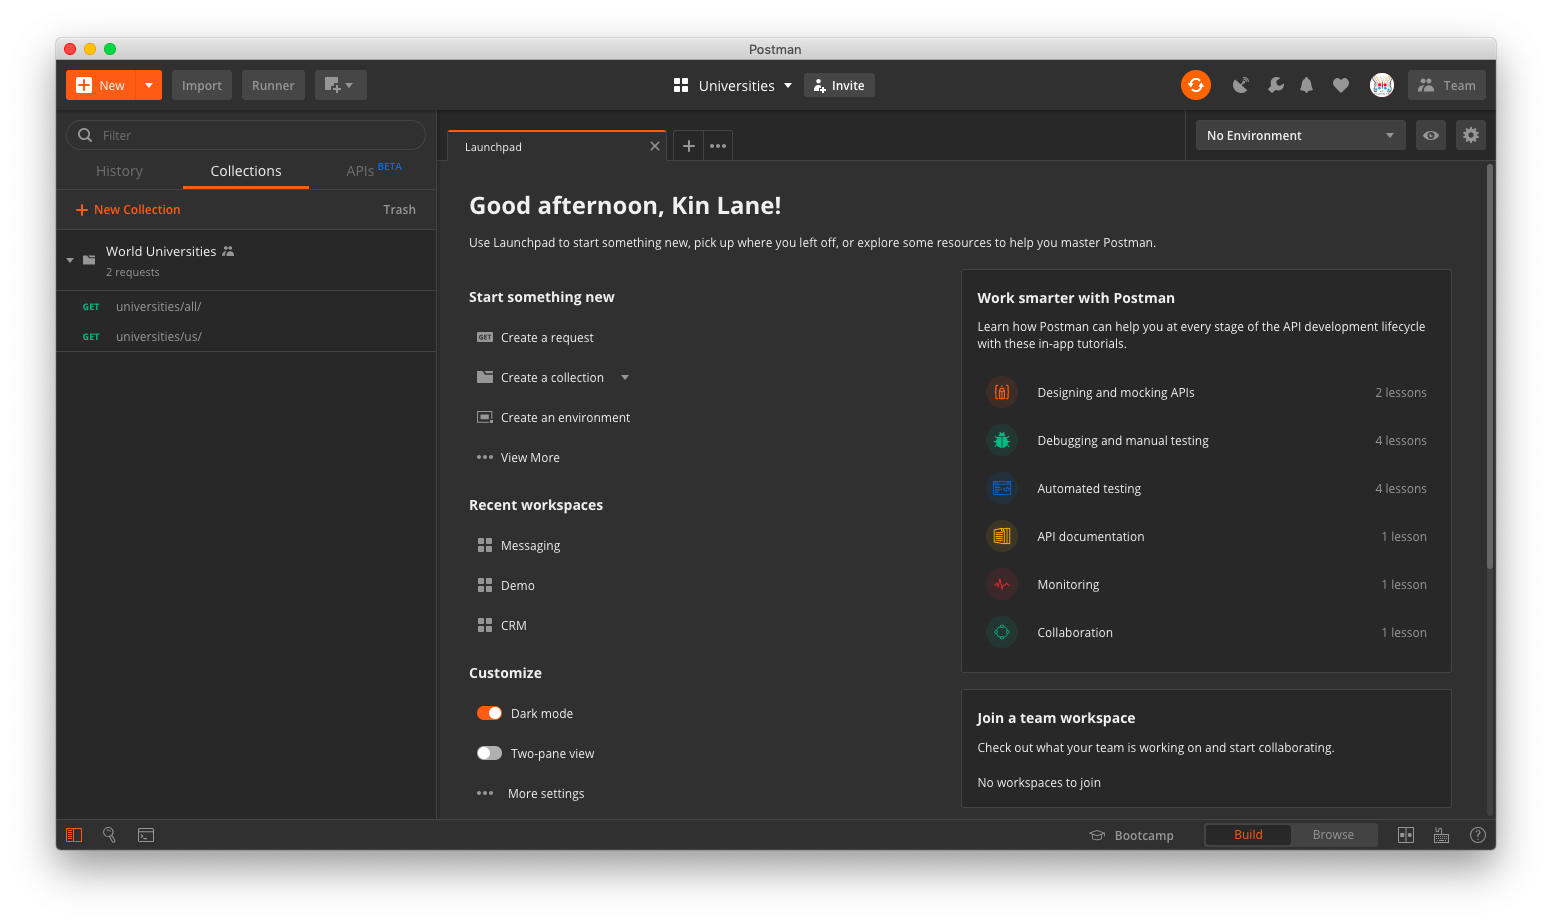 Postman
New
Import
Runner
Universities
Invite
Team
Filter
History
Collections
APIs BETA
New Collection
Trash
World Universities
2 requests
GET universities/all/
GET universities/us/
Launchpad
No Environment
Good afternoon, Kin Lane!
Use Launchpad to start something new, pick up where you left off, or explore some resources to help you master Postman.
Start something new
GET Create a request
Create a collection
Create an environment
View More
Recent workspaces
Messaging
Demo
CRM
Customize
Dark mode
Two-pane view
More settings
Work smarter with Postman
Learn how Postman can help you at every stage of the API development lifecycle
with these in-app tutorials.
Designing and mocking APIs 2 lessons
Debugging and manual testing 4 lessons
Automated testing 4 lessons
API documentation 1 lesson
Monitoring 1 lesson
Collaboration 1 lesson
Join a team workspace
Check out what your team is working on and start collaborating.
No workspaces to join
Bootcamp
Build
Browse